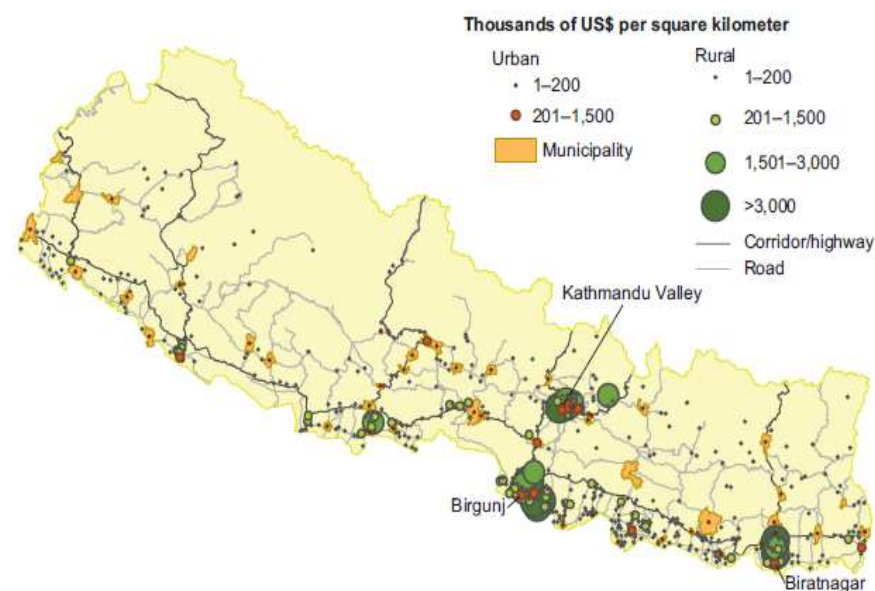 Thousands of US$ per square kilometer
Urban
1–200
201–1,500
Municipality
Rural
1–200
201–1,500
1,501–3,000
>3,000
Corridor/highway
Road
Kathmandu Valley
Birgunj
Biratnagar